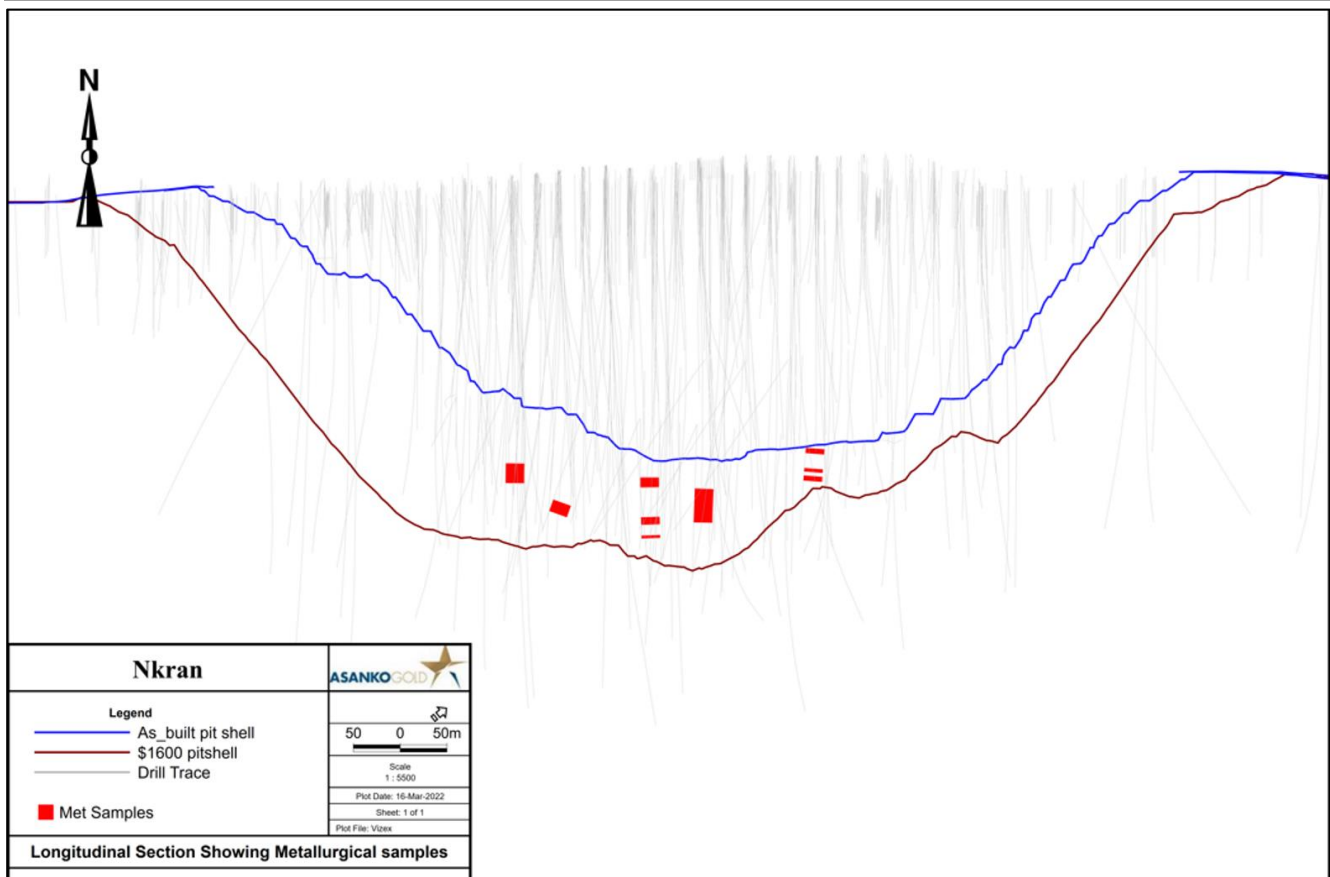 N
Nkran
ASANKOGOLD
Legend
As_built pit shell
$1600 pitshell
Drill Trace
Met Samples
50 0 50m
Scale
1 : 5500
Plot Date: 16-Mar-2022
Sheet: 1 of 1
Plot File: Vizex
Longitudinal Section Showing Metallurgical samples